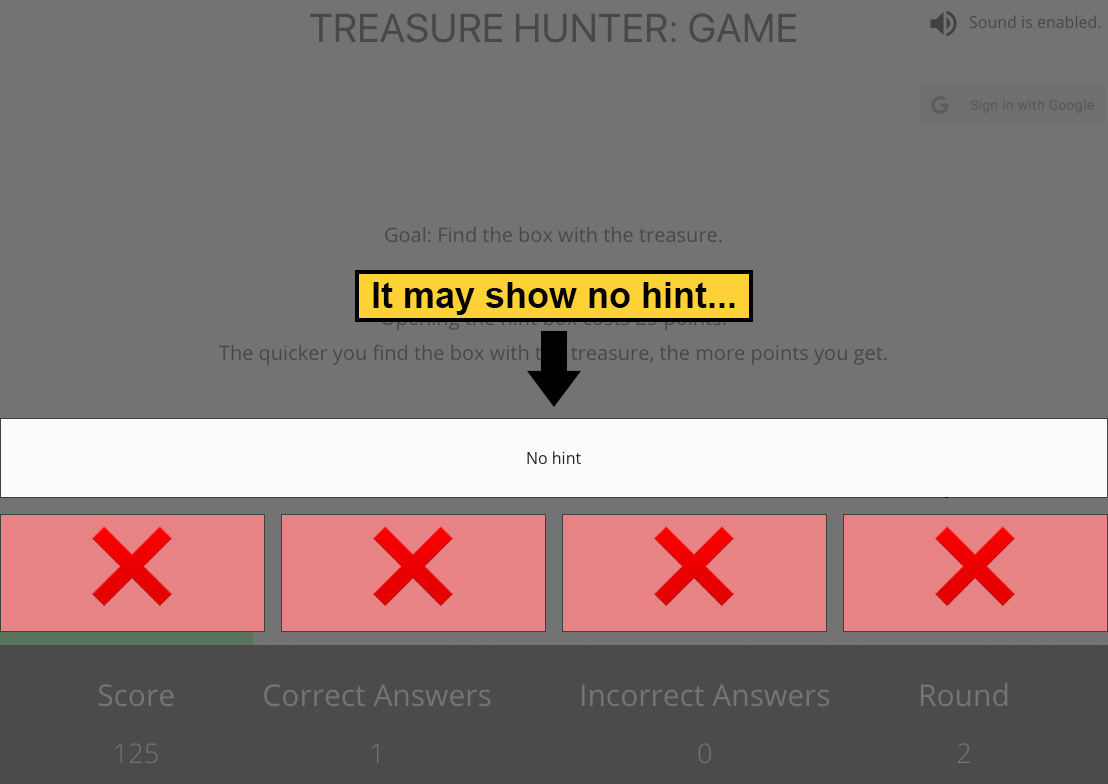 TREASURE HUNTER: GAME
Sound is enabled.
G Sign in with Google
Goal: Find the box with the treasure.
It may show no hint...
Opening the hint box costs 25 points.
The quicker you find the box with the treasure, the more points you get.
No hint
Score Correct Answers Incorrect Answers Round
125 1 0 2